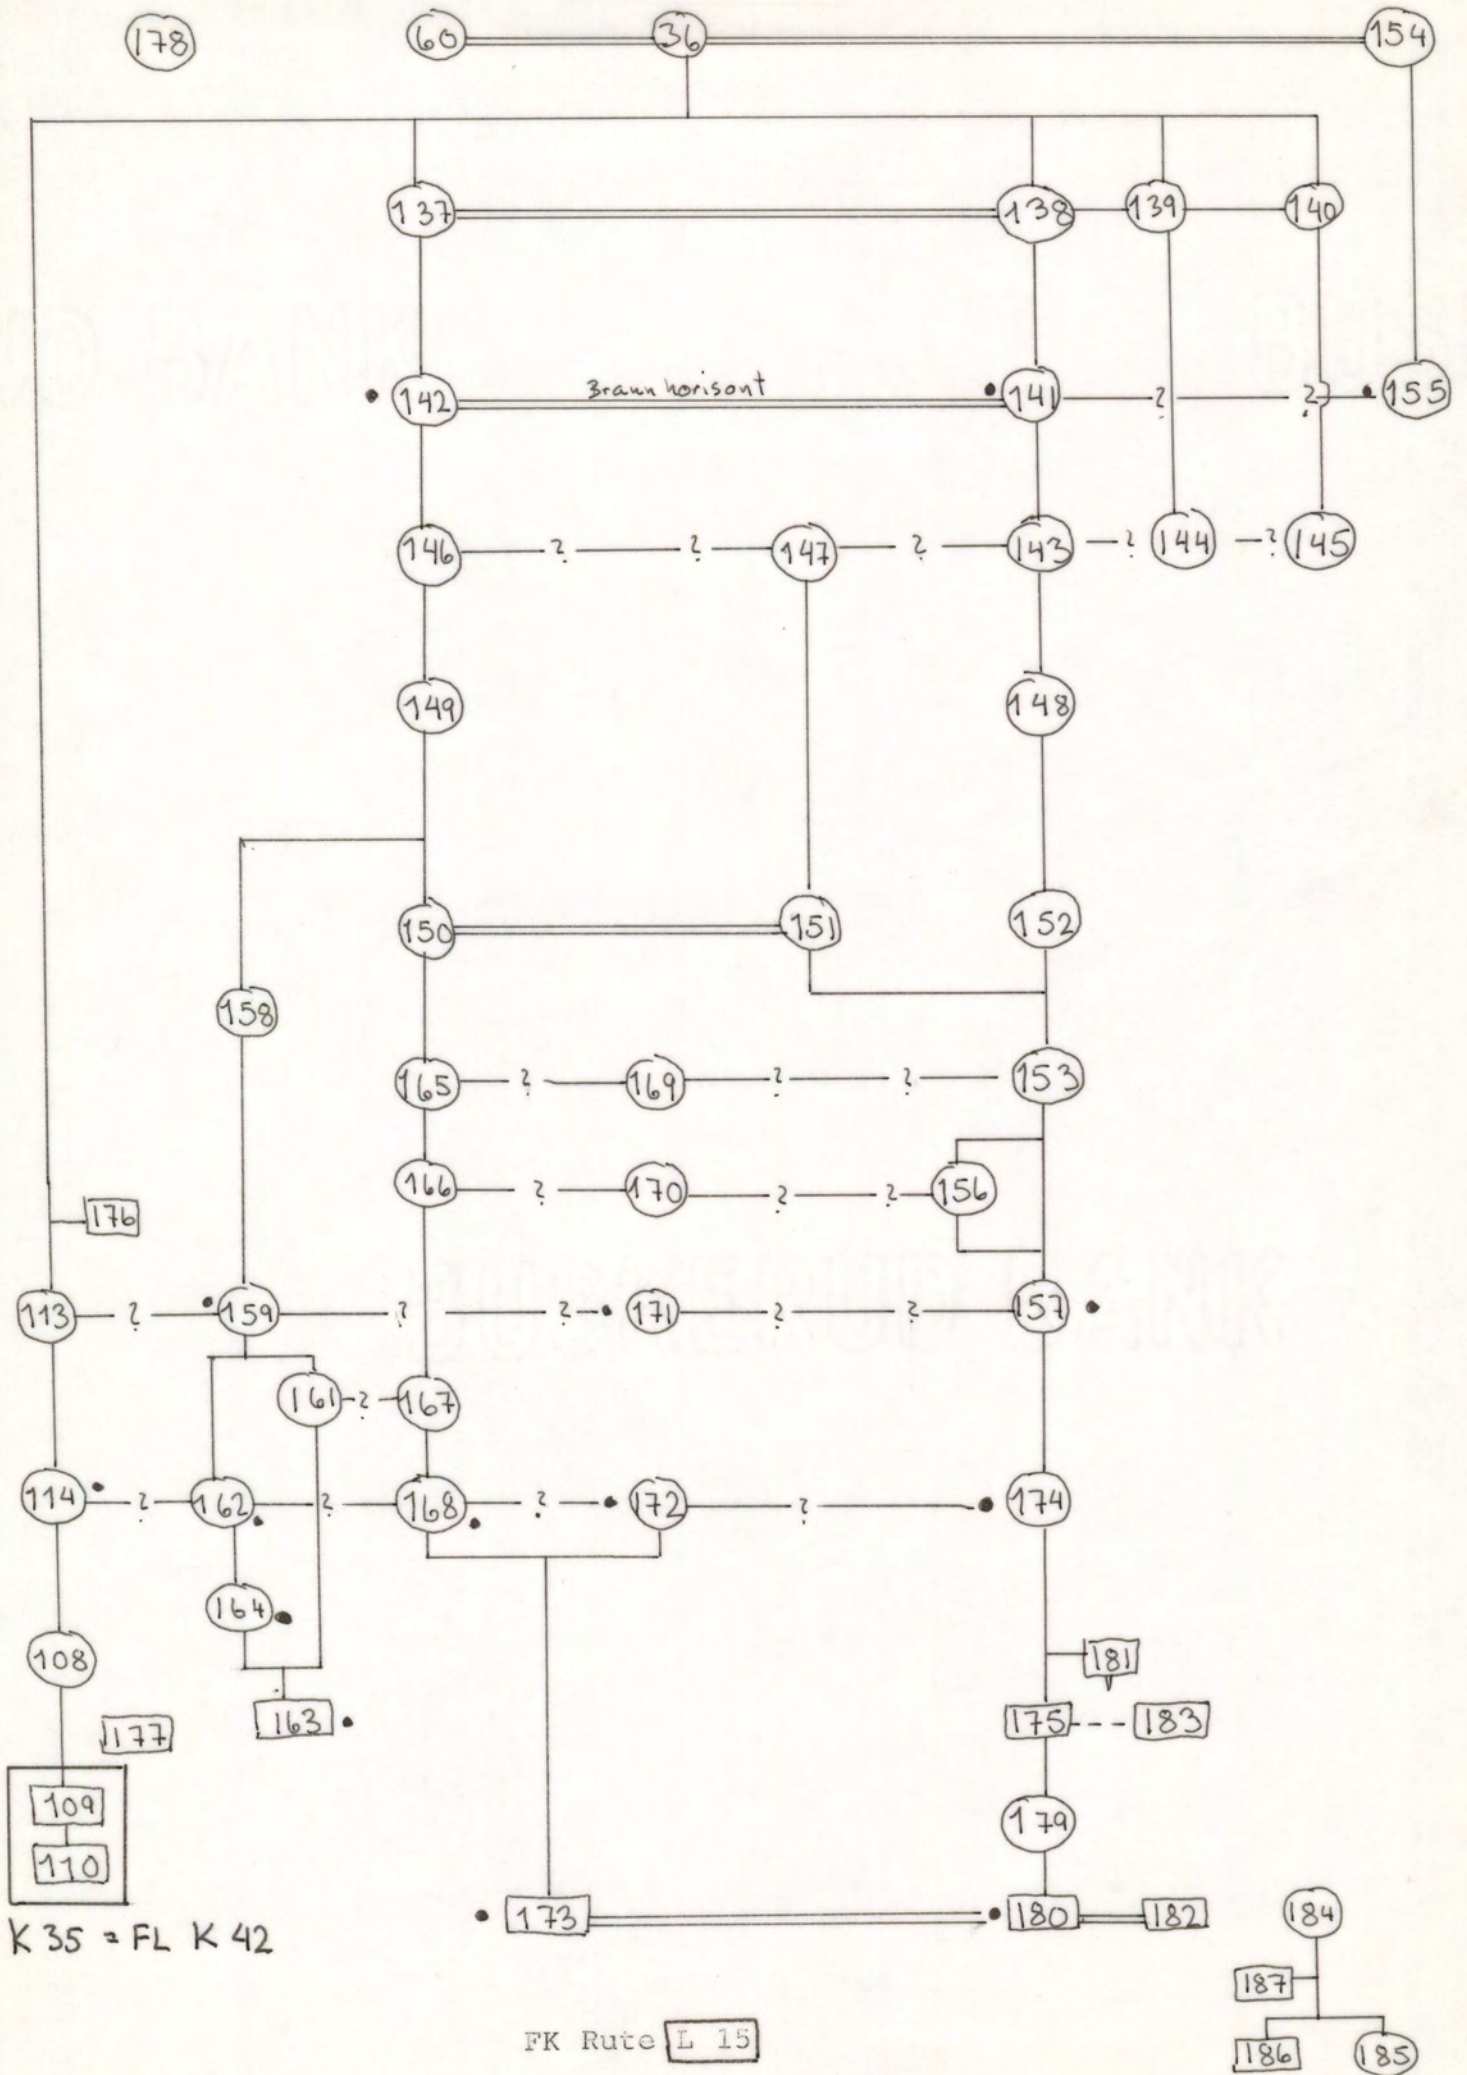 178 60 36 154
137 138 139 140
142 Braun horisont 141 ? ? 155
146 ? ? 147 ? 143 ? 144 ? 145
149 148
150 151 152
158
165 ? 169 ? ? 153
166 ? 170 ? ? 156
176
113 ? 159 ? ? 171 ? ? 157
161 ? 167
114 ? 162 ? 168 ? 172 ? 174
164
108 181
177 163 175 183
109 179
110
173 180 182 184
K 35 = FL K 42
187
FK Rute L 15
186 185